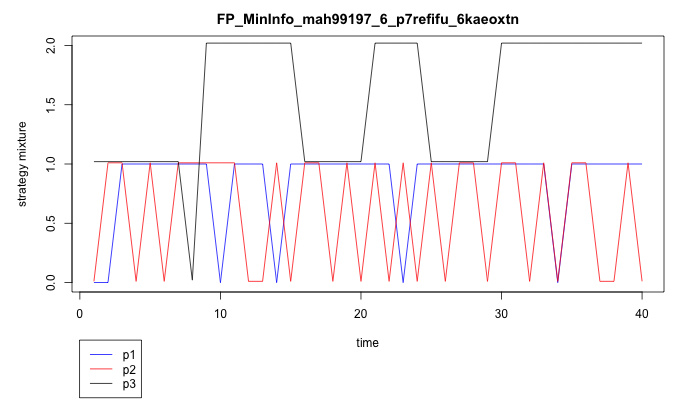 FP_MinInfo_mah99197_6_p7refifu_6kaeoxtn
2.0
1.5
1.0
0.5
0.0
strategy mixture
0 10 20 30 40
time
p1
p2
p3